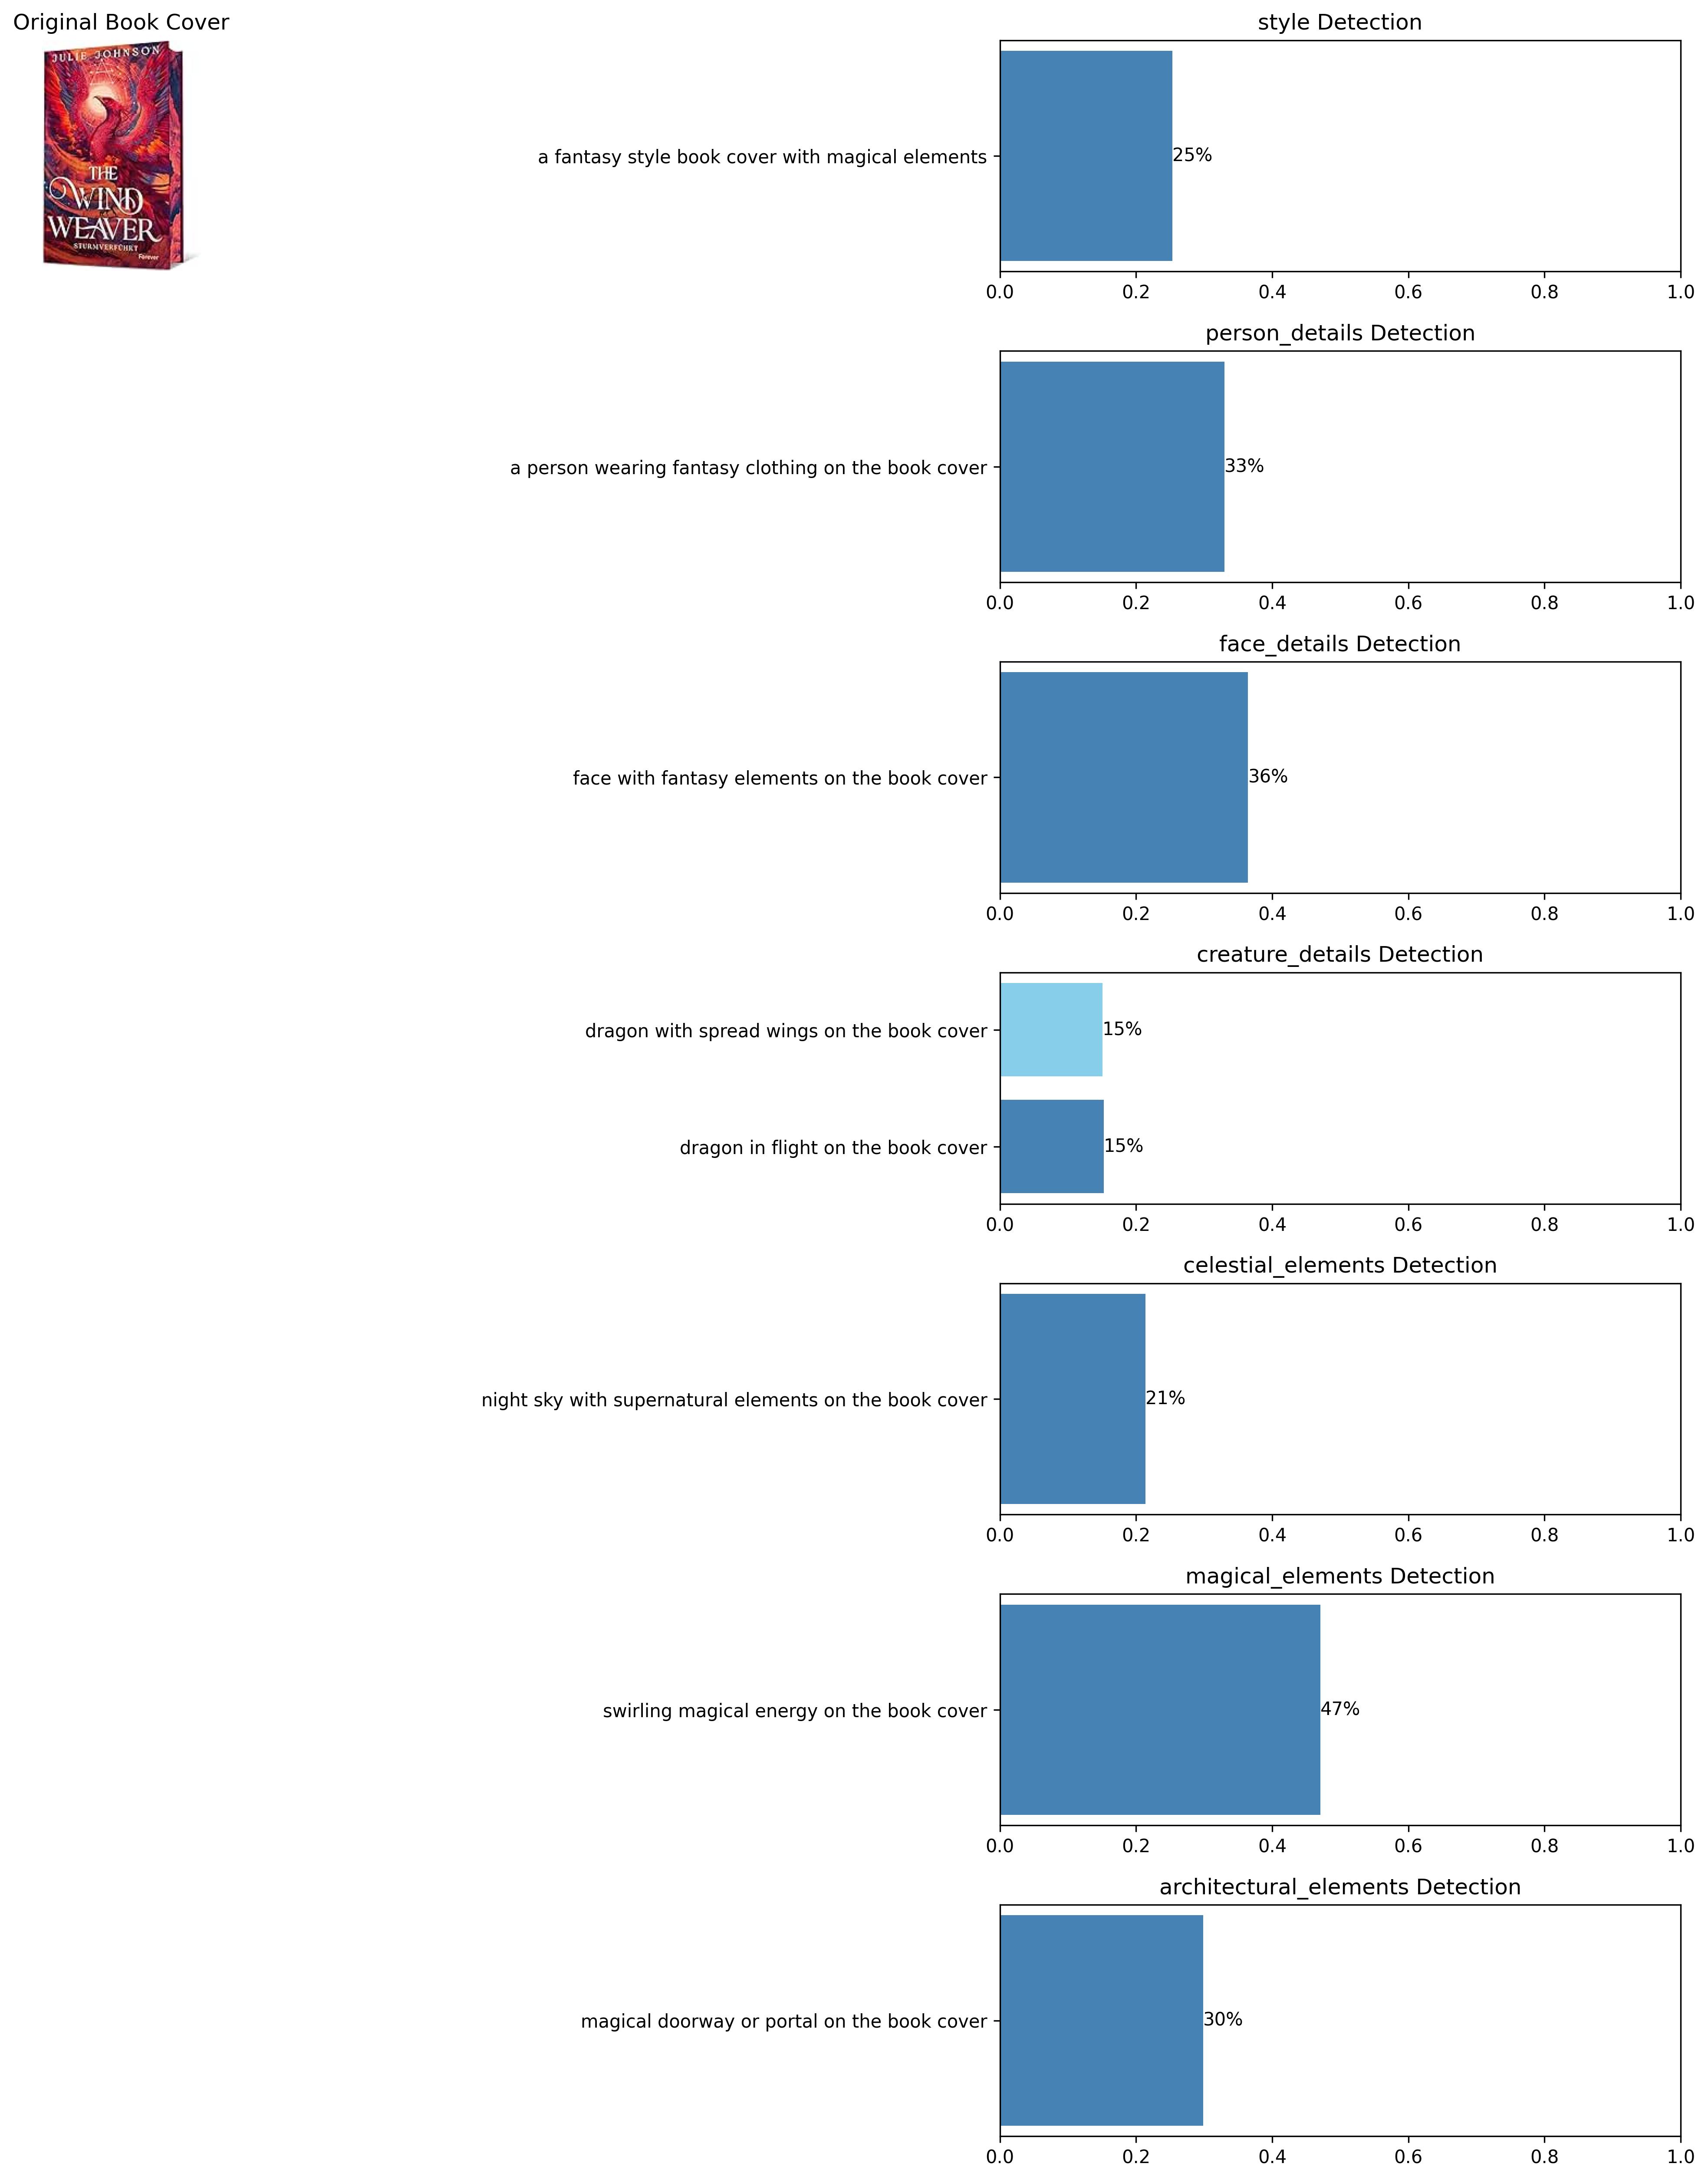 Original Book Cover
JULIE JOHNSON
THE
WIND
WEAVER
STURMVERFÜHRT
Forever
style Detection
a fantasy style book cover with magical elements
25%
0.0 0.2 0.4 0.6 0.8 1.0
person_details Detection
a person wearing fantasy clothing on the book cover
33%
0.0 0.2 0.4 0.6 0.8 1.0
face_details Detection
face with fantasy elements on the book cover
36%
0.0 0.2 0.4 0.6 0.8 1.0
creature_details Detection
dragon with spread wings on the book cover
15%
dragon in flight on the book cover
15%
0.0 0.2 0.4 0.6 0.8 1.0
celestial_elements Detection
night sky with supernatural elements on the book cover
21%
0.0 0.2 0.4 0.6 0.8 1.0
magical_elements Detection
swirling magical energy on the book cover
47%
0.0 0.2 0.4 0.6 0.8 1.0
architectural_elements Detection
magical doorway or portal on the book cover
30%
0.0 0.2 0.4 0.6 0.8 1.0